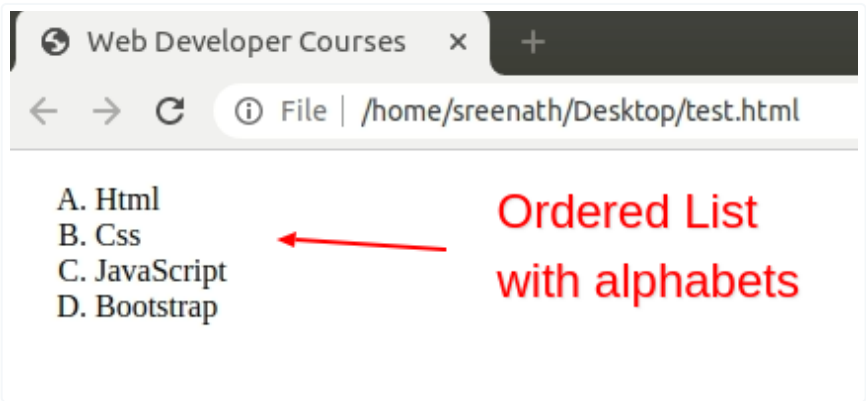 Web Developer Courses
File | /home/sreenath/Desktop/test.html
A. Html
B. Css
C. JavaScript
D. Bootstrap
Ordered List
with alphabets